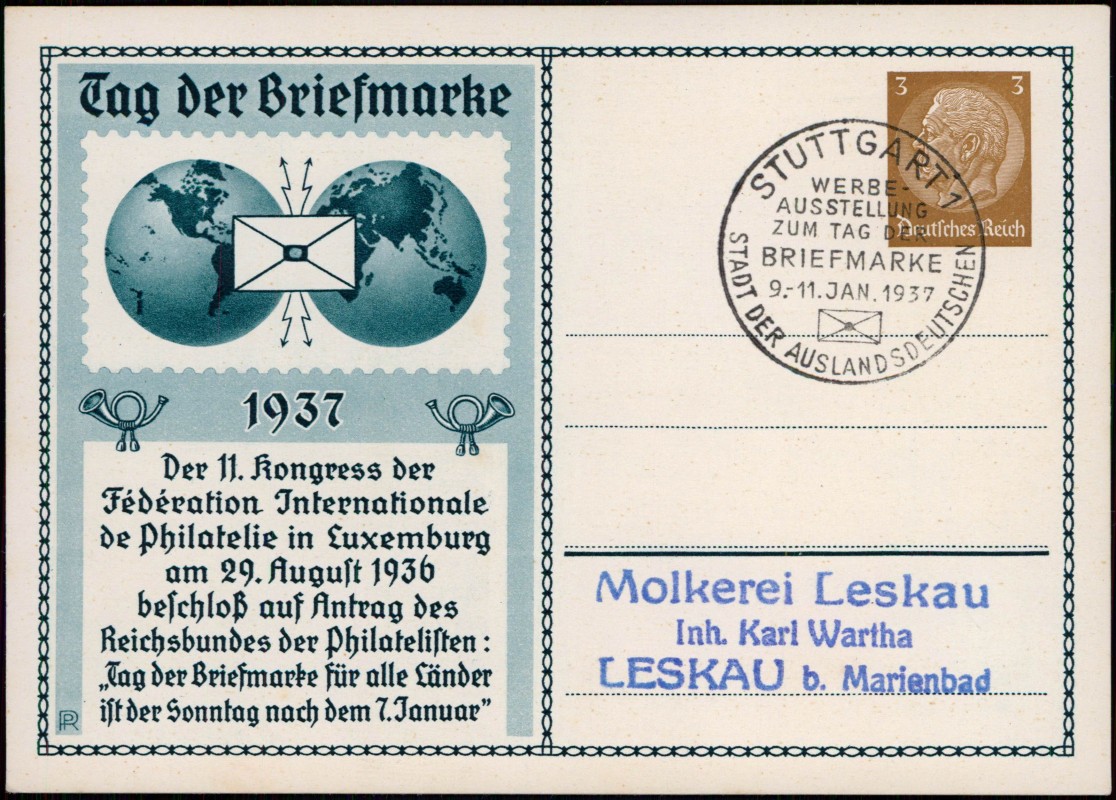 Tag der Briefmarke
1937
Der 11. Kongress der
Fédération Internationale
de Philatelie in Luxemburg
am 29. August 1936
beschloß auf Antrag des
Reichsbundes der Philatelisten:
„Tag der Briefmarke für alle Länder
ist der Sonntag nach dem 7. Januar"
PR
3 3
Deutsches Reich
STUTTGART 7
WERBE-
AUSSTELLUNG
ZUM TAG DER
BRIEFMARKE
9.-11. JAN. 1937
STADT DER AUSLANDSDEUTSCHEN
Molkerei Leskau
Inh. Karl Wartha
LESKAU b. Marienbad